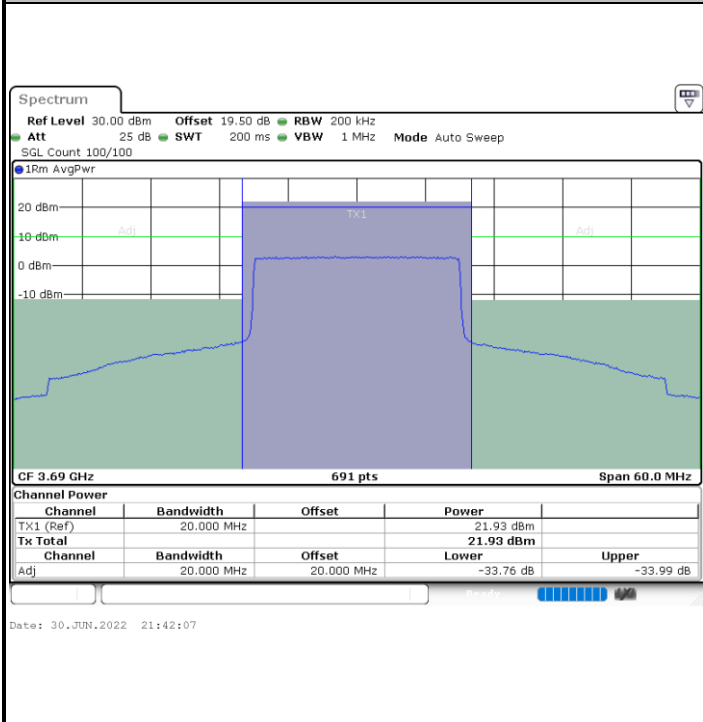 Spectrum
Ref Level 30.00 dBm Offset 19.50 dB RBW 200 kHz
Att 25 dB SWT 200 ms VBW 1 MHz Mode Auto Sweep
SGL Count 100/100
1Rm AvgPwr
20 dBm
TX1
Adj Adj
10 dBm
0 dBm
-10 dBm
CF 3.69 GHz 691 pts Span 60.0 MHz
Channel Power
Channel Bandwidth Offset Power
TX1 (Ref) 20.000 MHz 21.93 dBm
Tx Total 21.93 dBm
Channel Bandwidth Offset Lower Upper
Adj 20.000 MHz 20.000 MHz -33.76 dB -33.99 dB
Ready
Date: 30.JUN.2022 21:42:07